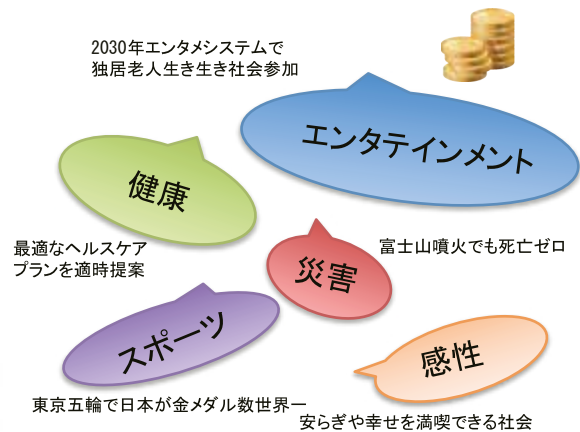 2030年エンタメシステムで
独居老人生き生き社会参加
エンタテインメント
健康
最適なヘルスケア
プランを適時提案
災害
富士山噴火でも死亡ゼロ
スポーツ
東京五輪で日本が金メダル数世界一
感性
安らぎや幸せを満喫できる社会